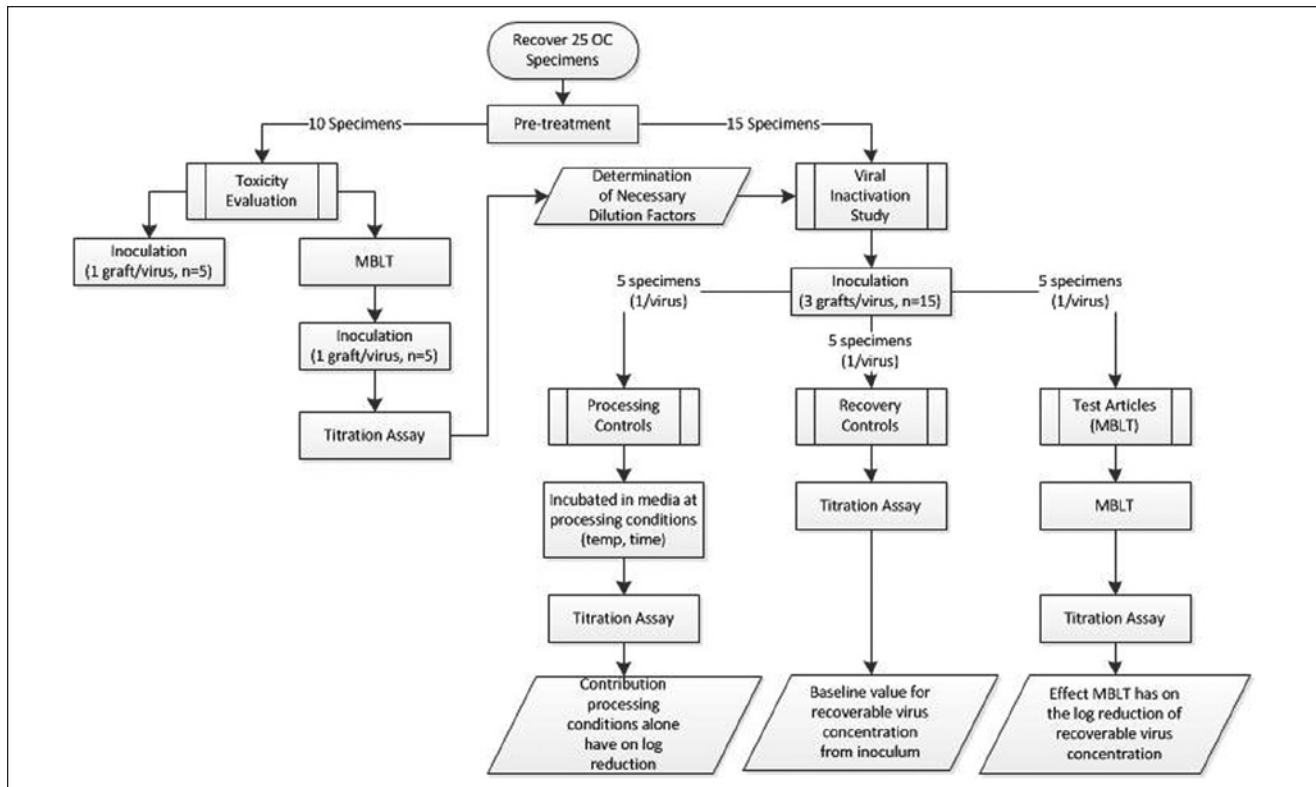 Recover 25 OC
Specimens
10 Specimens
Pre-treatment
15 Specimens
Toxicity
Evaluation
Determination
of Necessary
Dilution Factors
Viral
Inactivation
Study
Inoculation
(1 graft/virus, n=5)
MBLT
Inoculation
(1 graft/virus, n=5)
Titration Assay
Inoculation
(3 grafts/virus, n=15)
5 specimens
(1/virus)
5 specimens
(1/virus)
5 specimens
(1/virus)
Processing
Controls
Recovery
Controls
Test Articles
(MBLT)
Incubated in media at
processing conditions
(temp, time)
Titration Assay
MBLT
Titration Assay
Titration Assay
Contribution
processing
conditions alone
have on log
reduction
Baseline value for
recoverable virus
concentration
from inoculum
Effect MBLT has on
the log reduction of
recoverable virus
concentration